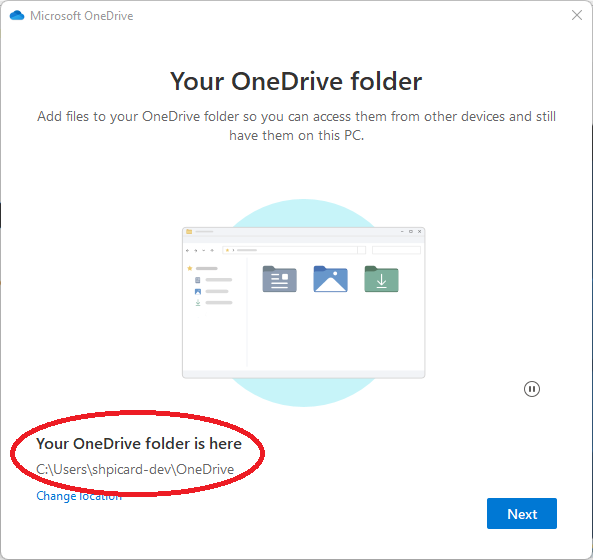 Microsoft OneDrive
Your OneDrive folder
Add files to your OneDrive folder so you can access them from other devices and still
have them on this PC.
Your OneDrive folder is here
C:\Users\shpicard-dev\OneDrive
Change location
Next